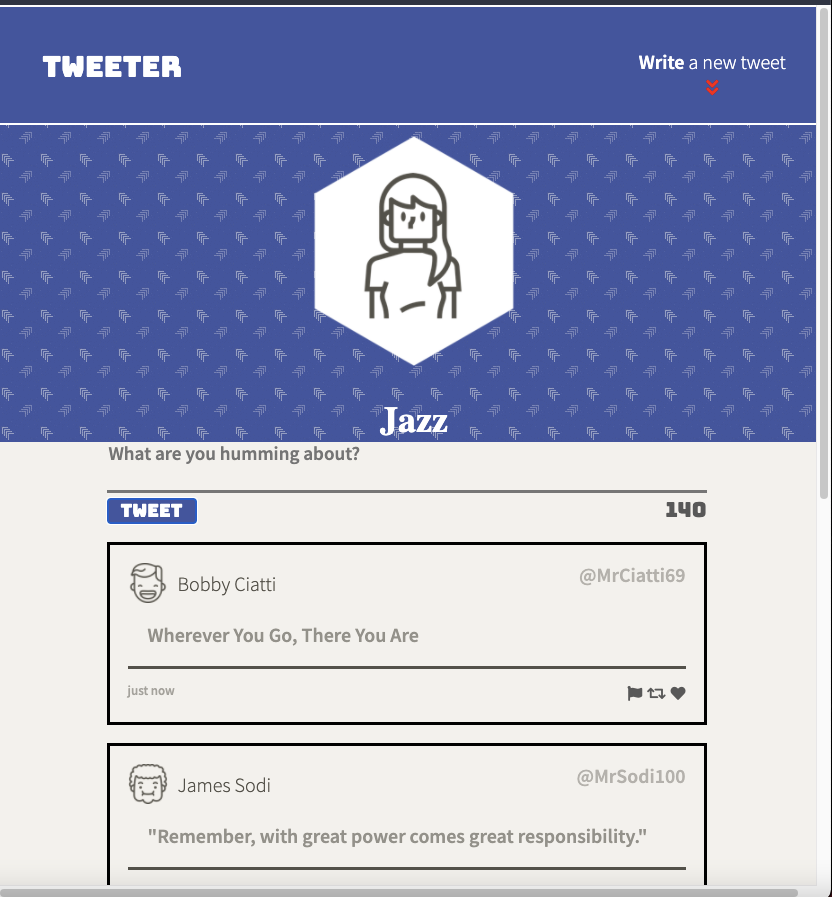 TWEETER
Write a new tweet
Jazz
What are you humming about?
TWEET
140
Bobby Ciatti
@MrCiatti69
Wherever You Go, There You Are
just now
James Sodi
@MrSodi100
"Remember, with great power comes great responsibility."